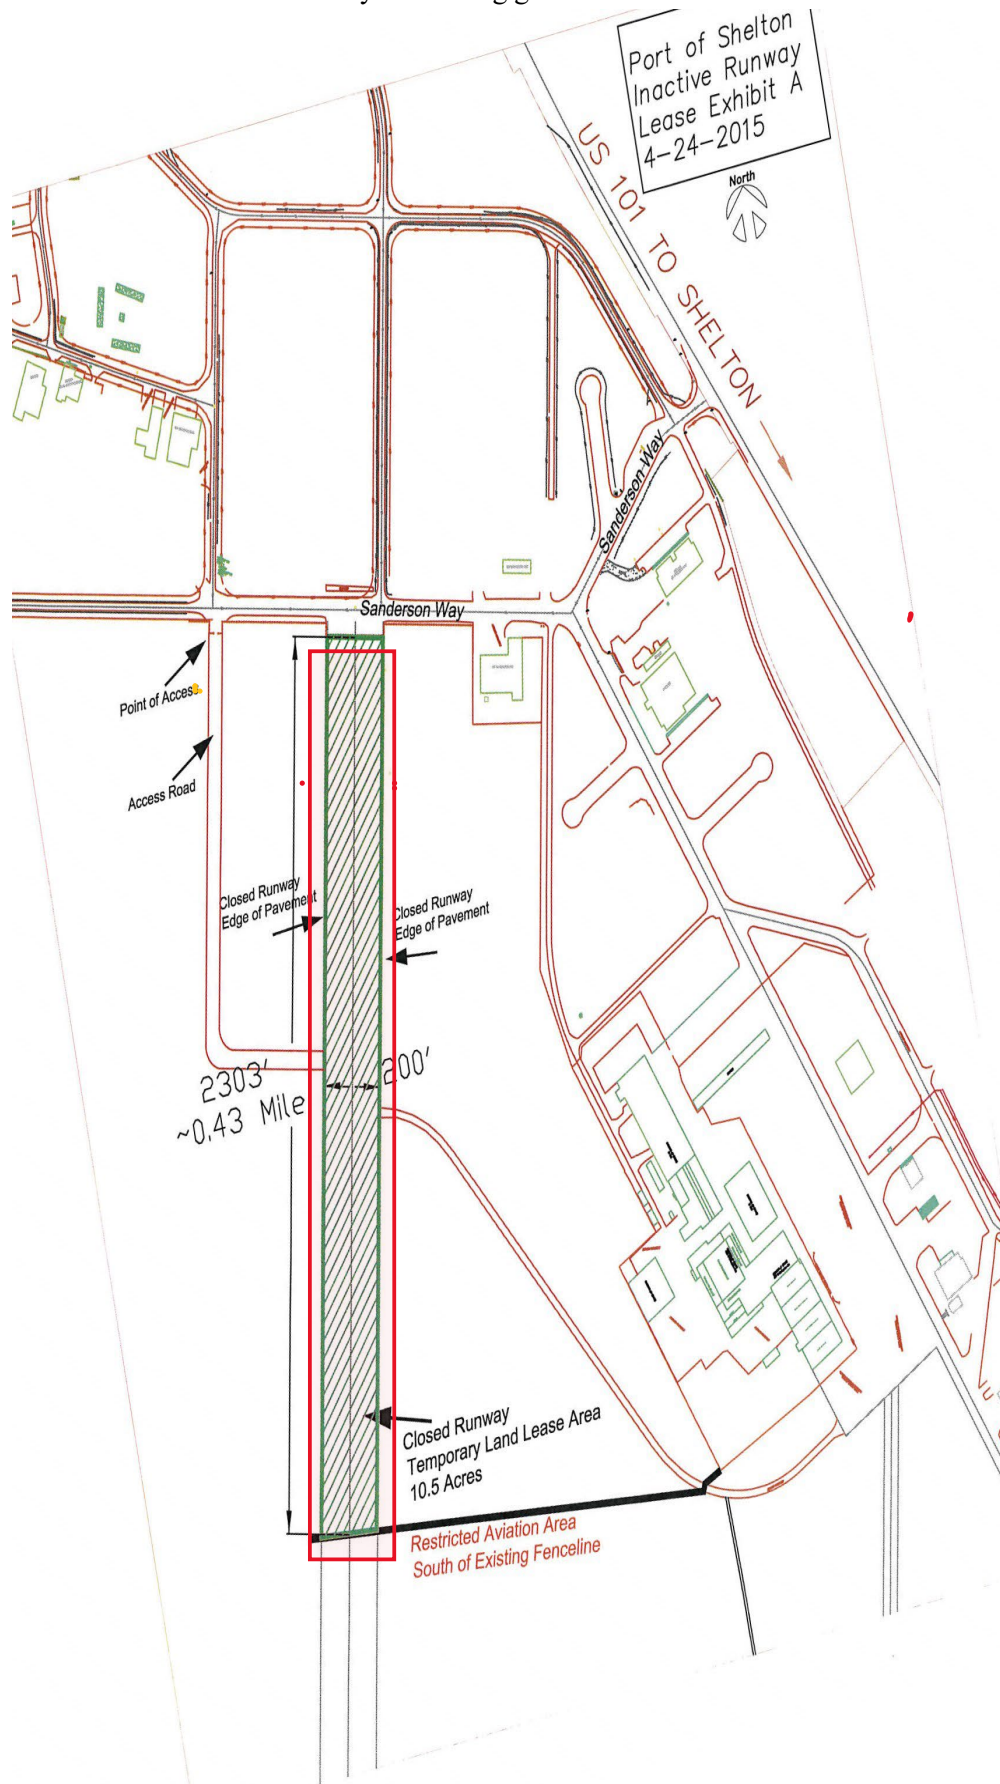 Port of Shelton
Inactive Runway
Lease Exhibit A
4-24-2015
North
US 101 TO SHELTON
Sanderson Way
Sanderson Way
Point of Access
Access Road
Closed Runway
Edge of Pavement
Closed Runway
Edge of Pavement
2303'
~0.43 Mile
200'
Closed Runway
Temporary Land Lease Area
10.5 Acres
Restricted Aviation Area
South of Existing Fenceline